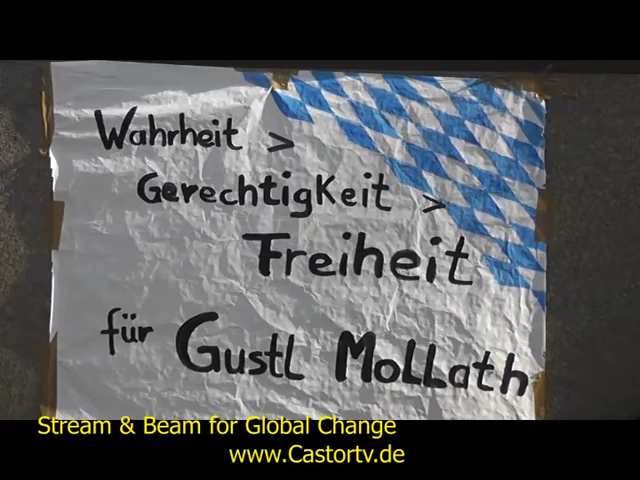 Wahrheit >
Gerechtigkeit >
Freiheit
für Gustl Mollath
Stream & Beam for Global Change
www.Castortv.de